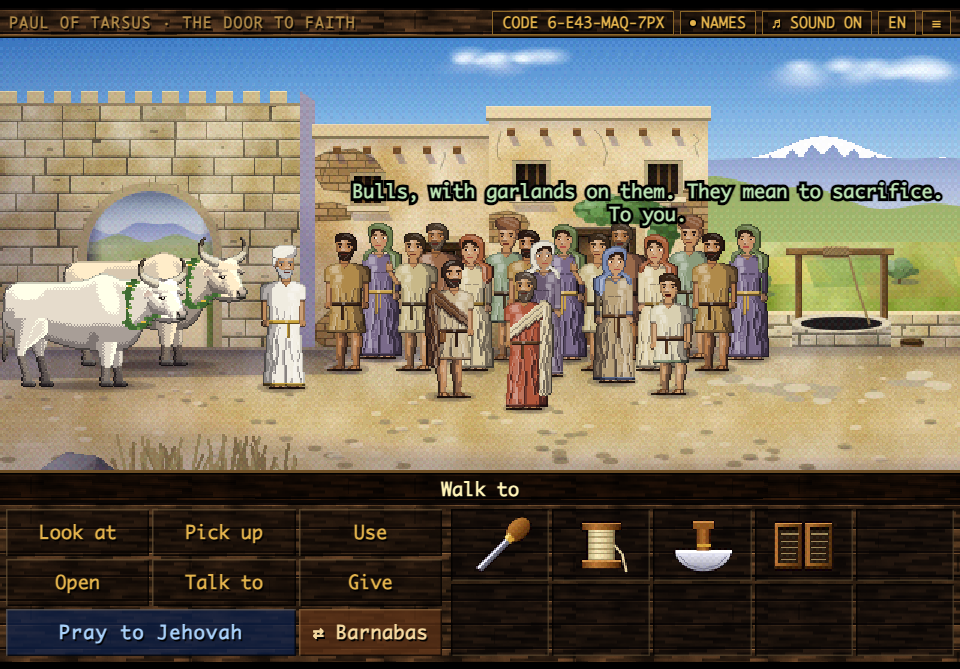 PAUL OF TARSUS · THE DOOR TO FAITH
CODE 6-E43-MAQ-7PX
• NAMES
♬ SOUND ON
EN
≡
Bulls, with garlands on them. They mean to sacrifice.
To you.
Walk to
Look at
Pick up
Use
Open
Talk to
Give
Pray to Jehovah
⇄ Barnabas